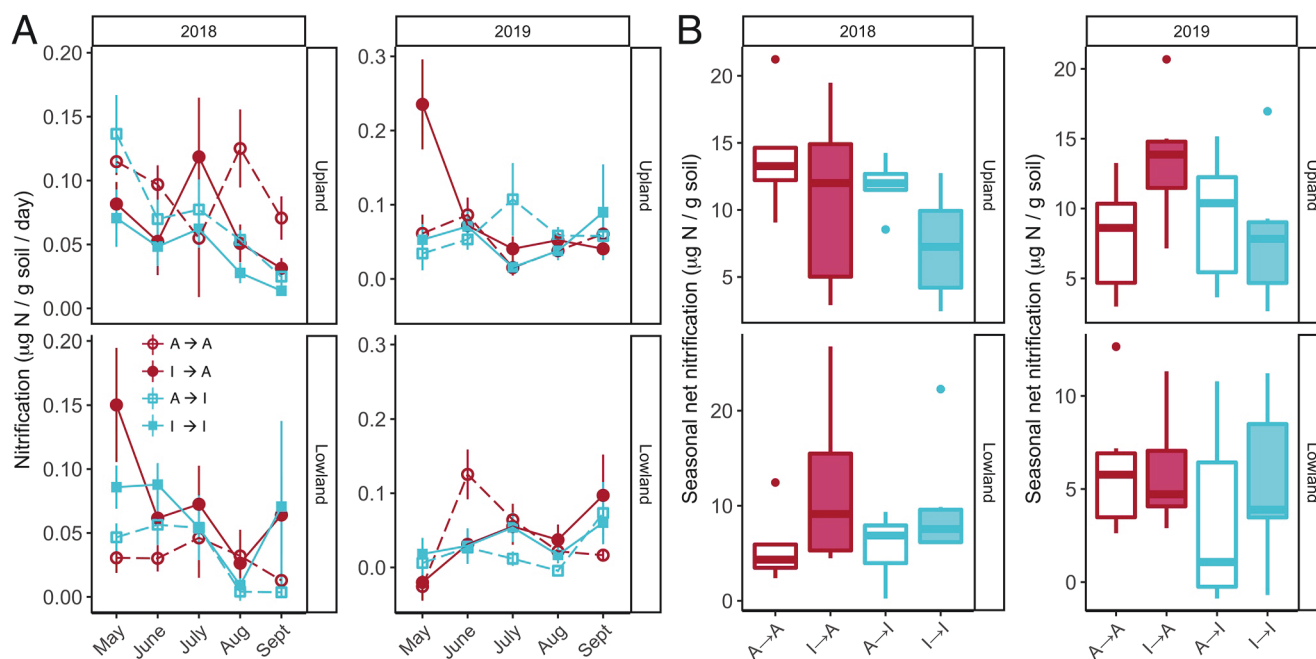 A
2018
2019
B
2018
2019
Nitrification (µg N / g soil / day)
0.20
0.15
0.10
0.05
0.00
Upland
0.3
0.2
0.1
0.0
Upland
Seasonal net nitrification (µg N / g soil)
20
15
10
5
Upland
Seasonal net nitrification (µg N / g soil)
20
15
10
5
Upland
0.20
0.15
0.10
0.05
0.00
A → A
I → A
A → I
I → I
Lowland
0.3
0.2
0.1
0.0
Lowland
20
10
0
Lowland
10
5
0
Lowland
May
June
July
Aug
Sept
May
June
July
Aug
Sept
A→A
I→A
A→I
I→I
A→A
I→A
A→I
I→I